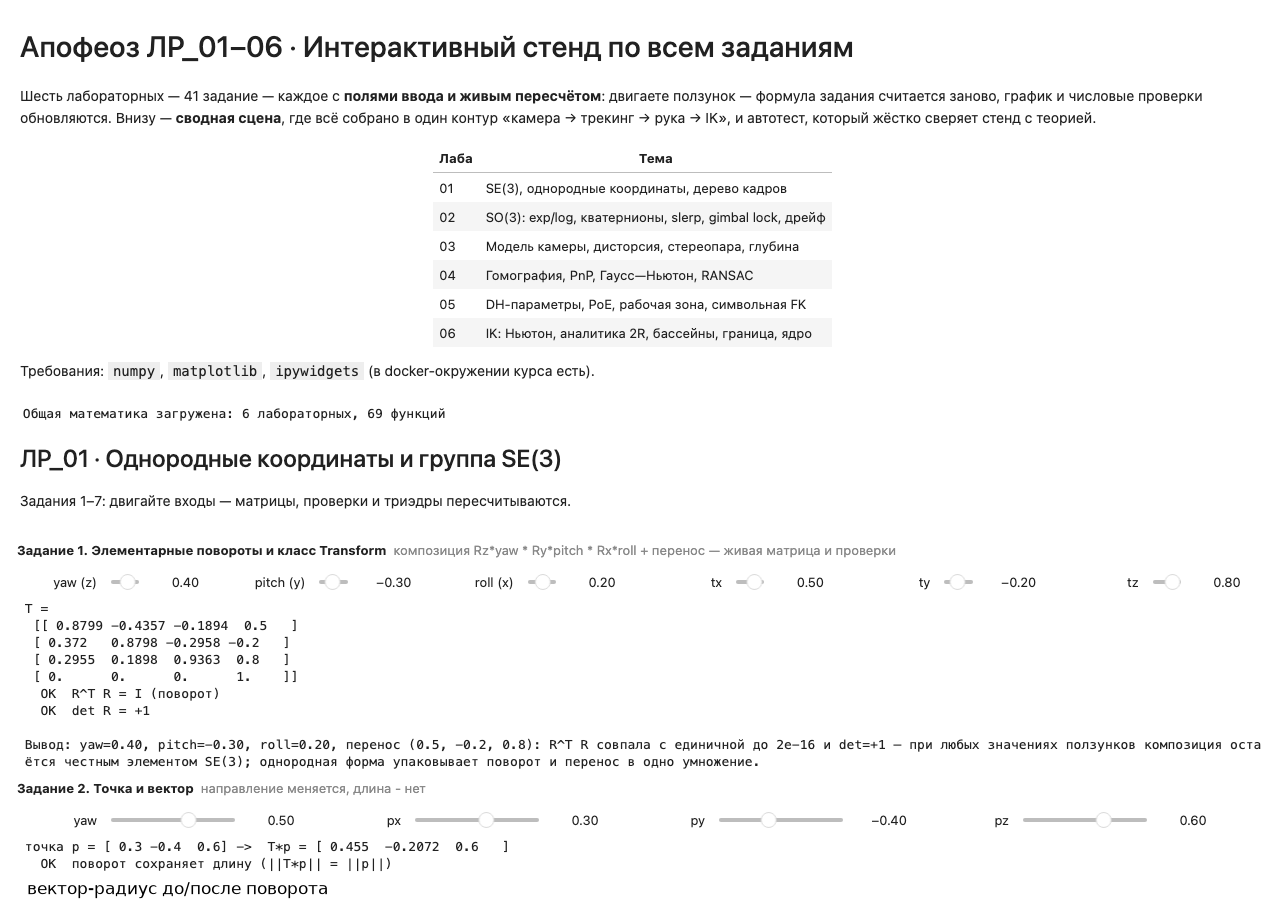 Апофеоз ЛР_01–06 · Интерактивный стенд по всем заданиям
Шесть лабораторных — 41 задание — каждое с полями ввода и живым пересчётом: двигаете ползунок — формула задания считается заново, график и числовые проверки
обновляются. Внизу — сводная сцена, где всё собрано в один контур «камера → трекинг → рука → IK», и автотест, который жёстко сверяет стенд с теорией.
Лаба Тема
01 SE(3), однородные координаты, дерево кадров
02 SO(3): exp/log, кватернионы, slerp, gimbal lock, дрейф
03 Модель камеры, дисторсия, стереопара, глубина
04 Гомография, PnP, Гаусс—Ньютон, RANSAC
05 DH-параметры, PoE, рабочая зона, символьная FK
06 IK: Ньютон, аналитика 2R, бассейны, граница, ядро
Требования: numpy, matplotlib, ipywidgets (в docker-окружении курса есть).
Общая математика загружена: 6 лабораторных, 69 функций
ЛР_01 · Однородные координаты и группа SE(3)
Задания 1–7: двигайте входы — матрицы, проверки и триэдры пересчитываются.
Задание 1. Элементарные повороты и класс Transform композиция Rz*yaw * Ry*pitch * Rx*roll + перенос — живая матрица и проверки
yaw (z) 0.40 pitch (y) −0.30 roll (x) 0.20 tx 0.50 ty −0.20 tz 0.80
T =
[[ 0.8799 −0.4357 −0.1894 0.5 ]
[ 0.372 0.8798 −0.2958 −0.2 ]
[ 0.2955 0.1898 0.9363 0.8 ]
[ 0. 0. 0. 1. ]]
OK R^T R = I (поворот)
OK det R = +1
Вывод: yaw=0.40, pitch=−0.30, roll=0.20, перенос (0.5, −0.2, 0.8): R^T R совпала с единичной до 2e−16 и det=+1 — при любых значениях ползунков композиция оста
ётся честным элементом SE(3); однородная форма упаковывает поворот и перенос в одно умножение.
Задание 2. Точка и вектор направление меняется, длина - нет
yaw 0.50 px 0.30 py −0.40 pz 0.60
точка p = [ 0.3 −0.4 0.6] −> T*p = [ 0.455 −0.2072 0.6 ]
OK поворот сохраняет длину (||T*p|| = ||p||)
вектор-радиус до/после поворота